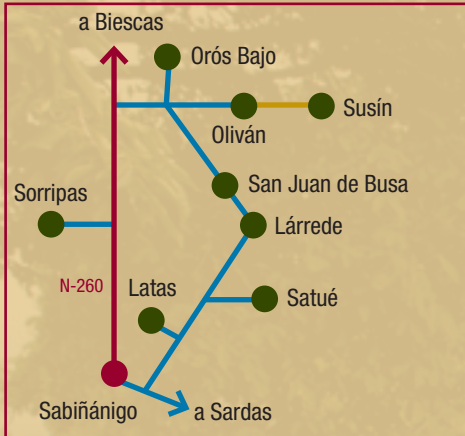 a Biescas
Orós Bajo
Susín
Oliván
San Juan de Busa
Sorripas
Lárrede
N-260
Latas
Satué
Sabiñánigo
a Sardas